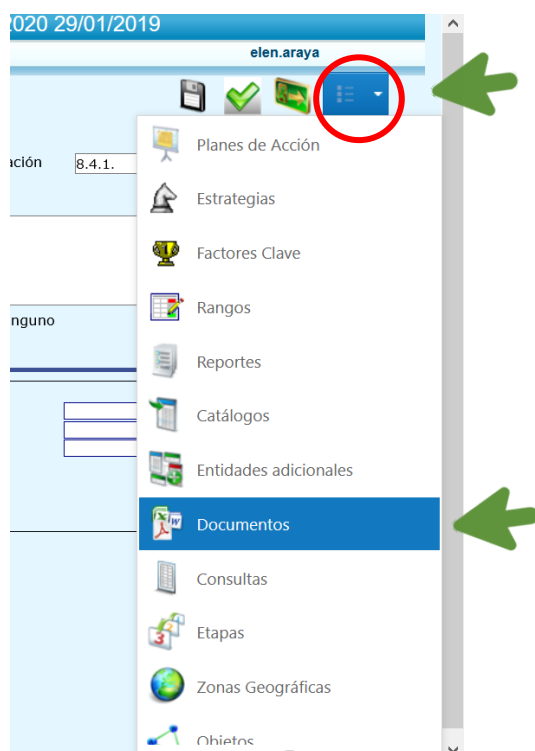 2020 29/01/2019
elen.araya
ación 8.4.1.
Planes de Acción
Estrategias
Factores Clave
Rangos
nguno
Reportes
Catálogos
Entidades adicionales
Documentos
Consultas
Etapas
Zonas Geográficas
Objetos